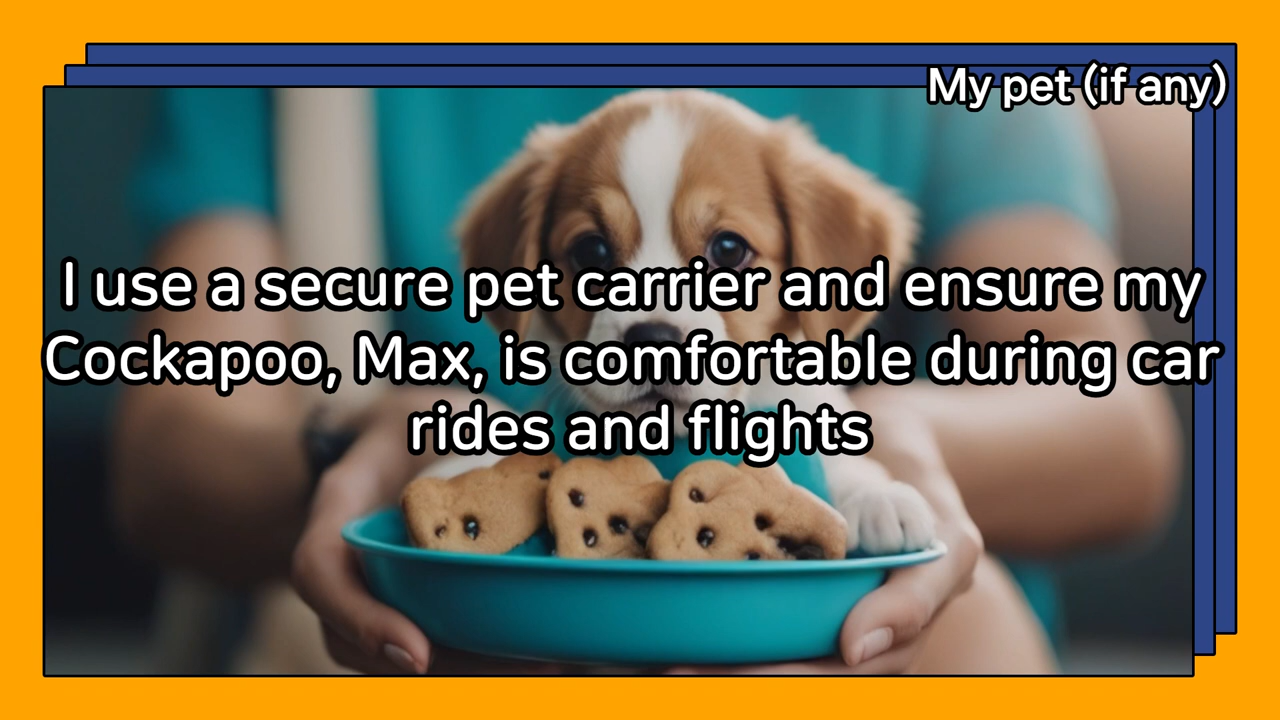 My pet (if any)
I use a secure pet carrier and ensure my
Cockapoo, Max, is comfortable during car
rides and flights